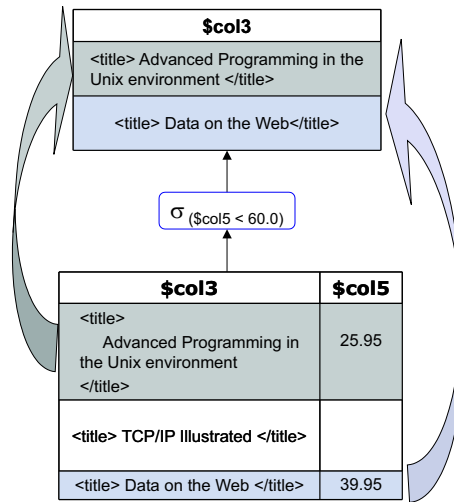 $col3
<title> Advanced Programming in the
Unix environment </title>
<title> Data on the Web</title>
σ ($col5 < 60.0)
$col3 $col5
<title>
Advanced Programming in
the Unix environment
</title>
25.95
<title> TCP/IP Illustrated </title>
<title> Data on the Web </title> 39.95